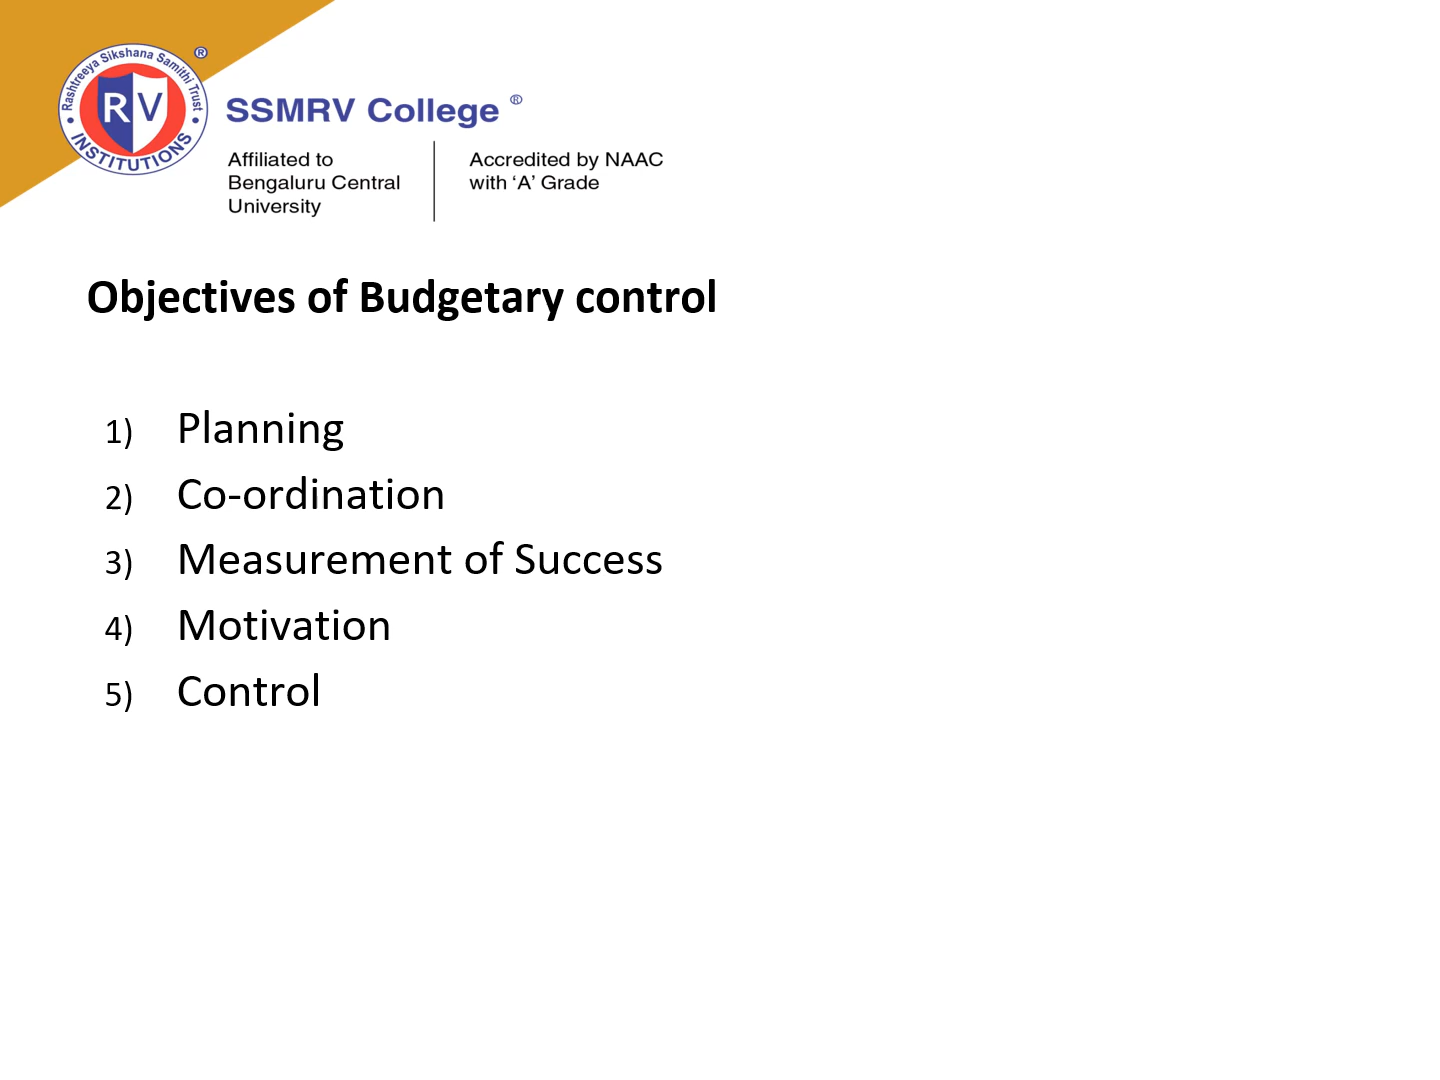 Rashtreeya Sikshana Samithi Trust ®
RV
INSTITUTIONS
SSMRV College ®
Affiliated to
Bengaluru Central
University
Accredited by NAAC
with ‘A’ Grade
Objectives of Budgetary control
1) Planning
2) Co-ordination
3) Measurement of Success
4) Motivation
5) Control